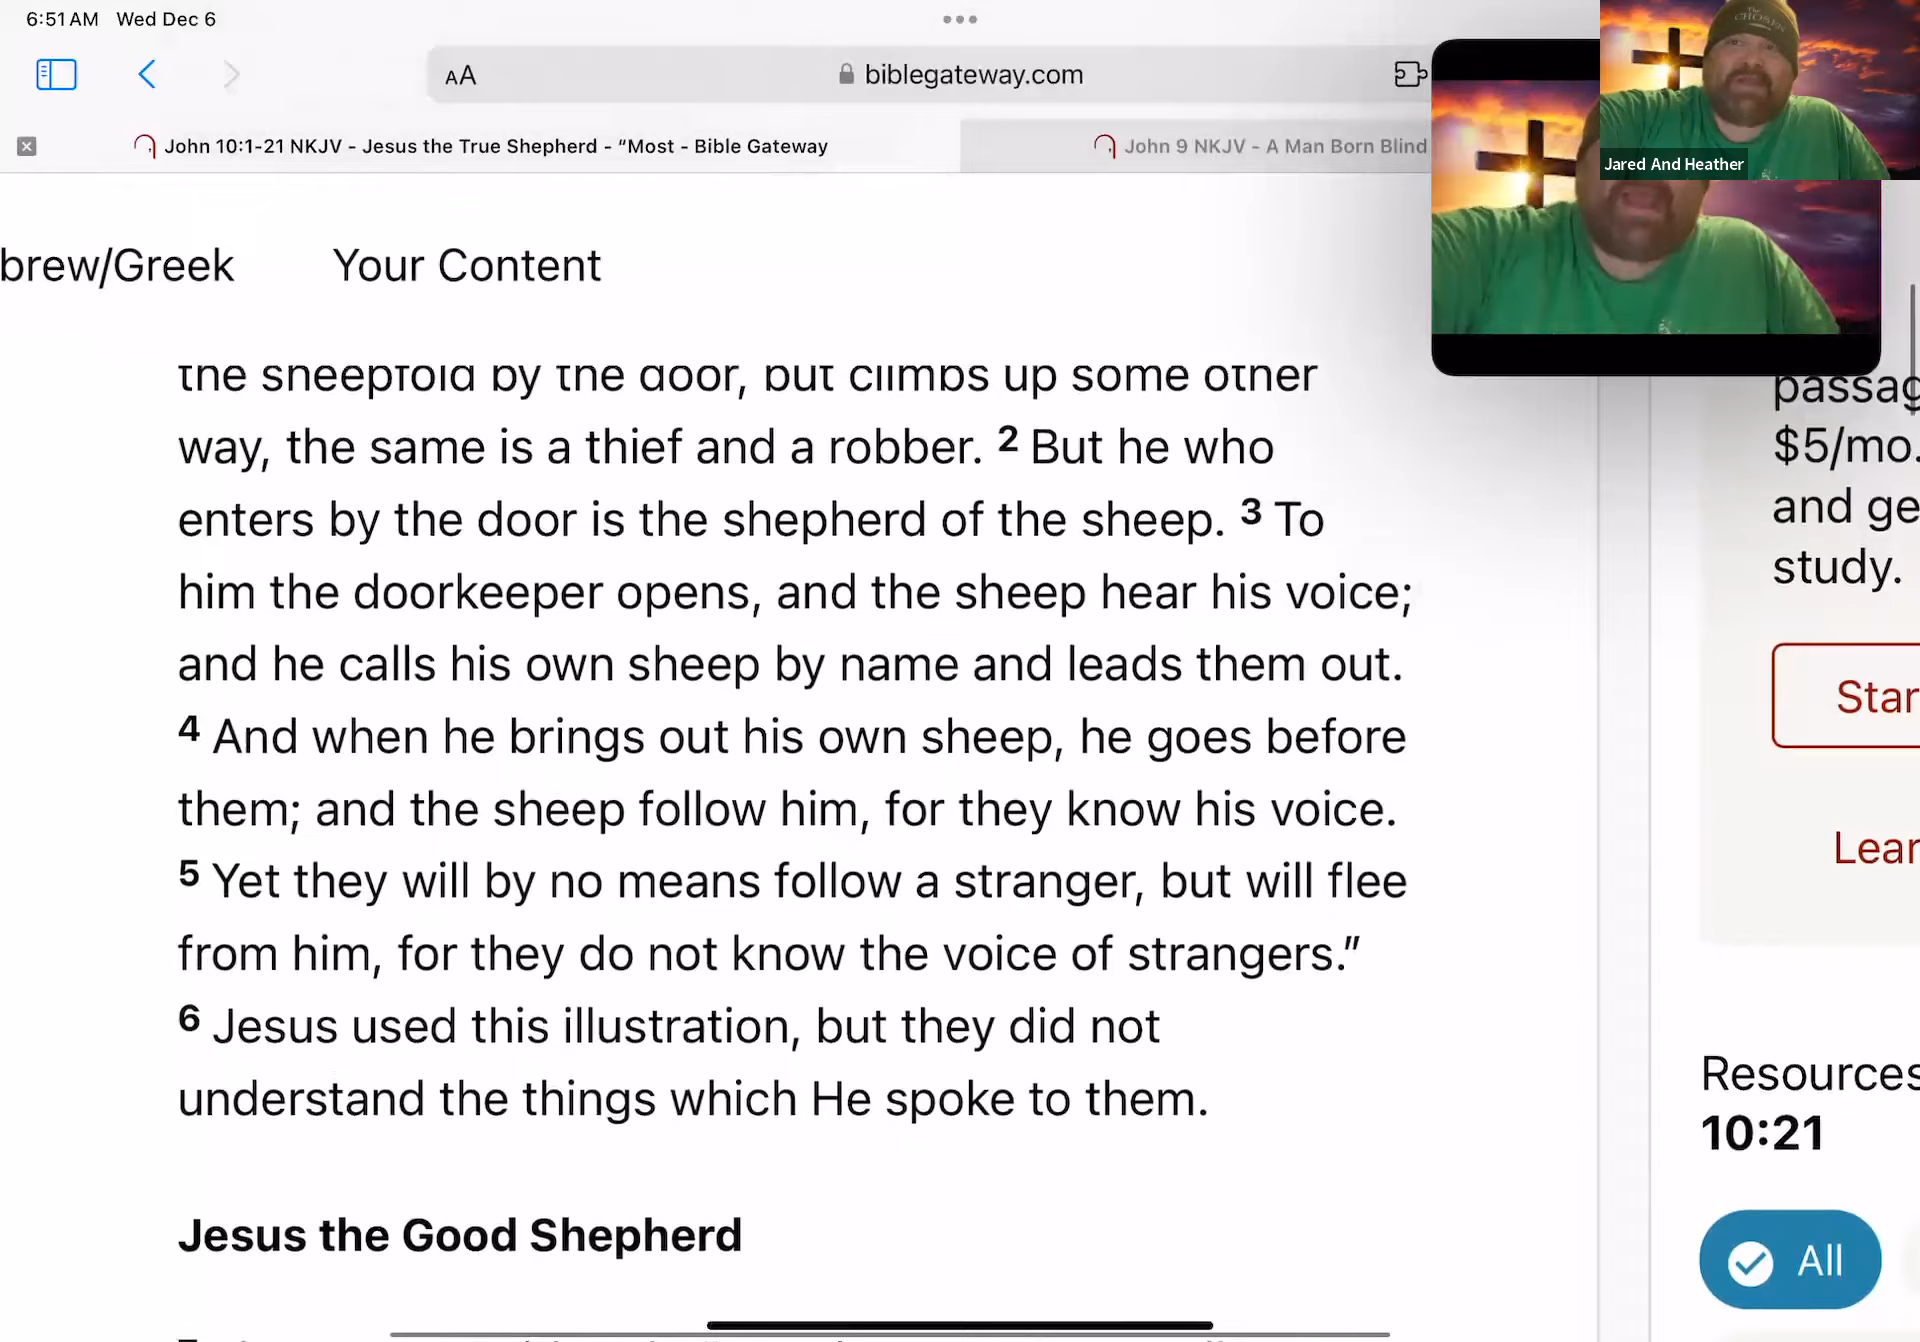 6:51 AM Wed Dec 6
AA
biblegateway.com
John 10:1-21 NKJV - Jesus the True Shepherd - “Most - Bible Gateway
John 9 NKJV - A Man Born Blind
The
CHOSEN
Jared And Heather
brew/Greek
Your Content
the sheepfold by the door, but climbs up some other
way, the same is a thief and a robber. 2 But he who
enters by the door is the shepherd of the sheep. 3 To
him the doorkeeper opens, and the sheep hear his voice;
and he calls his own sheep by name and leads them out.
4 And when he brings out his own sheep, he goes before
them; and the sheep follow him, for they know his voice.
5 Yet they will by no means follow a stranger, but will flee
from him, for they do not know the voice of strangers.”
6 Jesus used this illustration, but they did not
understand the things which He spoke to them.
Jesus the Good Shepherd
passag
$5/mo.
and ge
study.
Star
Lear
Resources
10:21
All